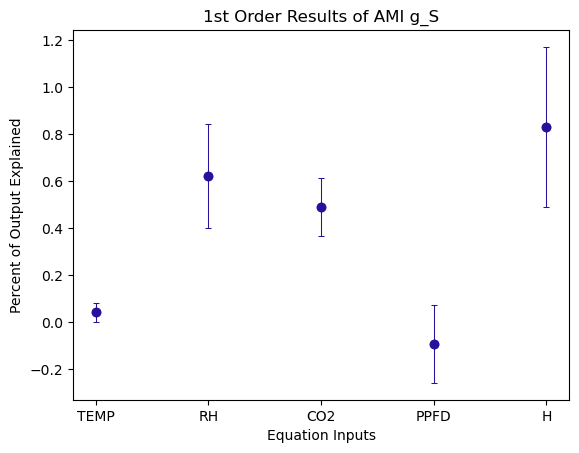 1st Order Results of AMI g_S
Percent of Output Explained
1.2
1.0
0.8
0.6
0.4
0.2
0.0
−0.2
TEMP RH CO2 PPFD H
Equation Inputs